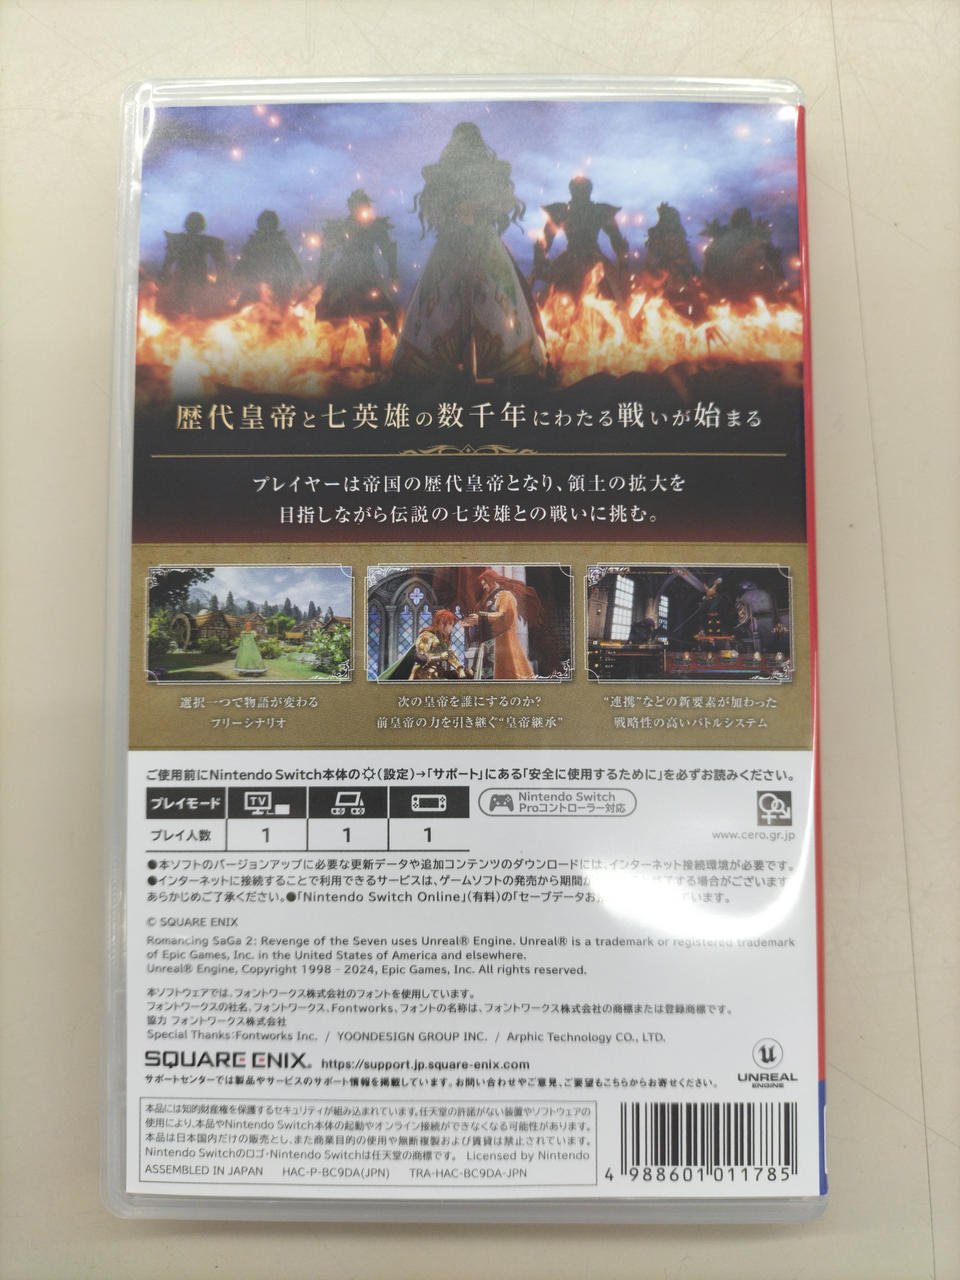 歴代皇帝と七英雄の数千年にわたる戦いが始まる
プレイヤーは帝国の歴代皇帝となり、領土の拡大を
目指しながら伝説の七英雄との戦いに挑む。
選択一つで物語が変わる
フリーシナリオ
次の皇帝を誰にするのか?
前皇帝の力を引き継ぐ“皇帝継承”
“連携”などの新要素が加わった
戦略性の高いバトルシステム
ご使用前にNintendo Switch本体の(設定)→「サポート」にある「安全に使用するために」を必ずお読みください。
プレイモード TV
プレイ人数 1 1 1
Nintendo Switch
Proコントローラー対応
www.cero.gr.jp
●本ソフトのバージョンアップに必要な更新データや追加コンテンツのダウンロードには、インターネット接続環境が必要です。
●インターネットに接続することで利用できるサービスは、ゲームソフトの発売から期間が する場合がございます
あらかじめご了承ください。●「Nintendo Switch Online」(有料)の「セーブデータお ています。
© SQUARE ENIX
Romancing SaGa 2: Revenge of the Seven uses Unreal® Engine. Unreal® is a trademark or registered trademark
of Epic Games, Inc. in the United States of America and elsewhere.
Unreal® Engine, Copyright 1998 – 2024, Epic Games, Inc. All rights reserved.
本ソフトウェアでは、フォントワークス株式会社のフォントを使用しています。
フォントワークスの社名、フォントワークス、Fontworks、フォントの名称は、フォントワークス株式会社の商標または登録商標です。
協力 フォントワークス株式会社
Special Thanks:Fontworks Inc. / YOONDESIGN GROUP INC. / Arphic Technology CO., LTD.
SQUARE ENIX. https://support.jp.square-enix.com
サポートセンターでは製品やサービスのサポート情報を掲載しています。お問い合わせやご意見、ご要望もこちらからお寄せください。
UNREAL
ENGINE
本品には知的財産権を保護するセキュリティが組み込まれています。任天堂の許諾がない装置やソフトウェアの
使用により、本品やNintendo Switch本体の起動やオンライン接続ができなくなる可能性があります。
本品は日本国内だけの販売とし、また商業目的の使用や無断複製および賃貸は禁止されています。
Nintendo Switchのロゴ・Nintendo Switchは任天堂の商標です。 Licensed by Nintendo
ASSEMBLED IN JAPAN HAC-P-BC9DA(JPN) TRA-HAC-BC9DA-JPN
4 988601 011785